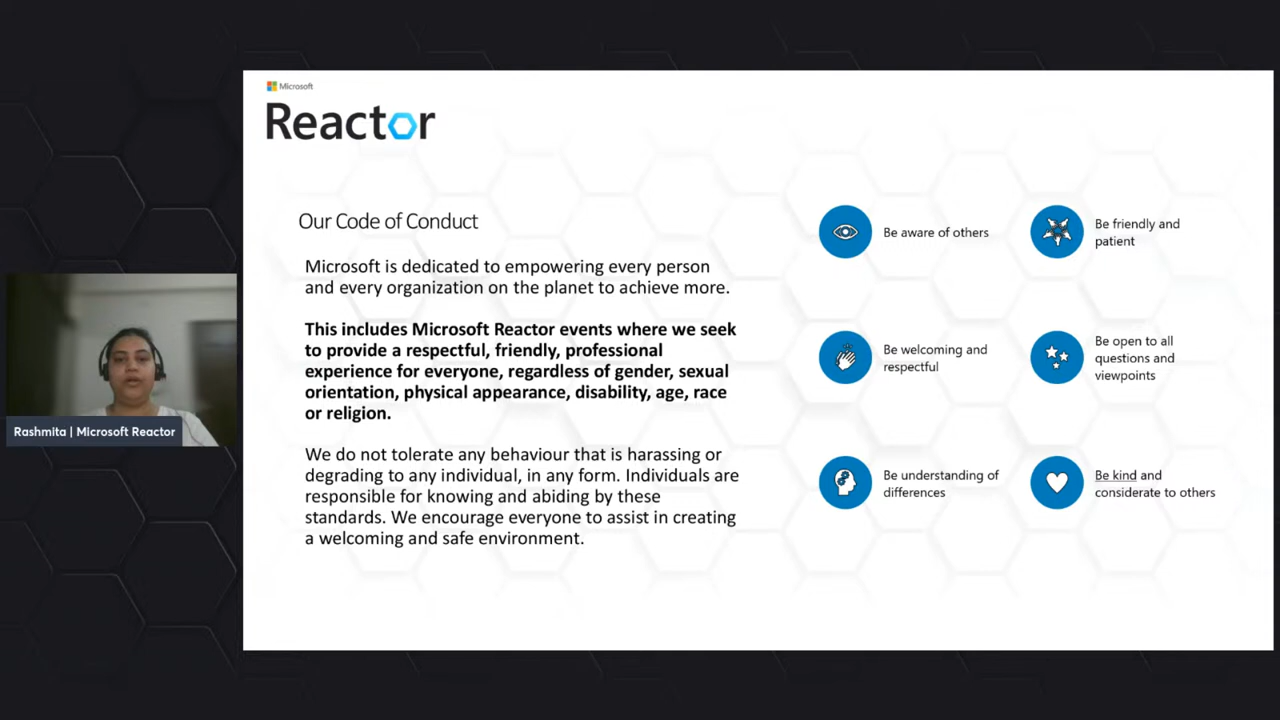 Microsoft
Reactor
Our Code of Conduct
Microsoft is dedicated to empowering every person
and every organization on the planet to achieve more.
This includes Microsoft Reactor events where we seek
to provide a respectful, friendly, professional
experience for everyone, regardless of gender, sexual
orientation, physical appearance, disability, age, race
or religion.
We do not tolerate any behaviour that is harassing or
degrading to any individual, in any form. Individuals are
responsible for knowing and abiding by these
standards. We encourage everyone to assist in creating
a welcoming and safe environment.
Be aware of others
Be friendly and
patient
Be welcoming and
respectful
Be open to all
questions and
viewpoints
Be understanding of
differences
Be kind and
considerate to others
Rashmita | Microsoft Reactor